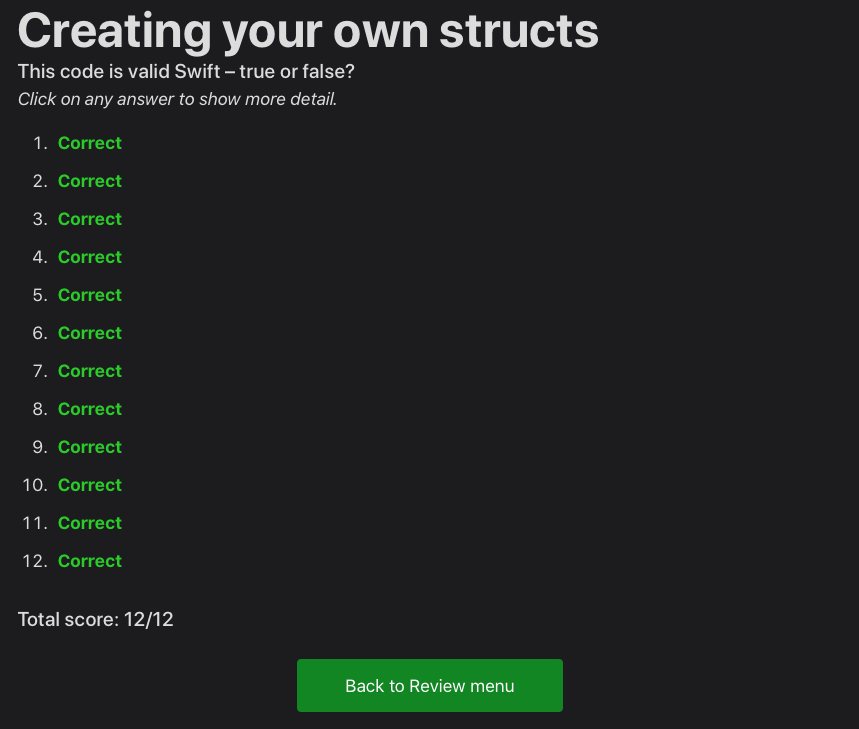 Creating your own structs
This code is valid Swift – true or false?
Click on any answer to show more detail.
1. Correct
2. Correct
3. Correct
4. Correct
5. Correct
6. Correct
7. Correct
8. Correct
9. Correct
10. Correct
11. Correct
12. Correct
Total score: 12/12
Back to Review menu